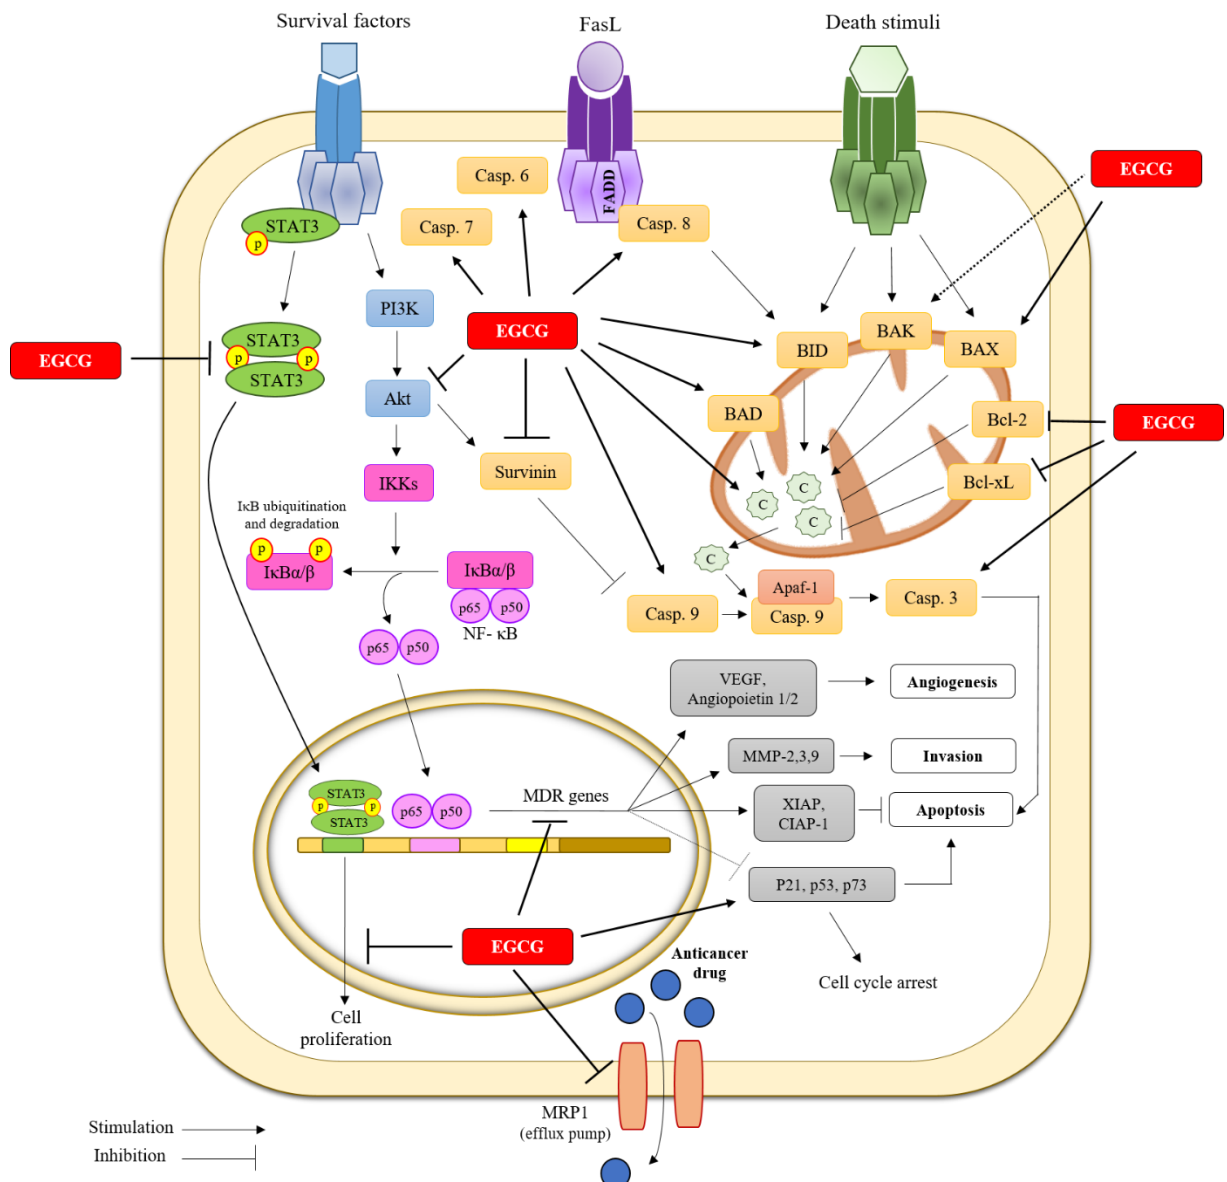 Survival factors
FasL
Death stimuli
EGCG
Casp. 6
FADD
STAT3
p
Casp. 7
Casp. 8
PI3K
EGCG
STAT3
p
p
STAT3
EGCG
BID
BAK
BAX
Akt
BAD
Bcl-2
EGCG
Survinin
IKKs
Bcl-xL
C
C
C
IκB ubiquitination
and degradation
p
p
IκBα/β
IκBα/β
p65
p50
NF- κB
C
Apaf-1
Casp. 9
Casp. 9
Casp. 3
p65
p50
VEGF,
Angiopoietin 1/2
Angiogenesis
MMP-2,3,9
Invasion
STAT3
p
p
STAT3
p65
p50
MDR genes
XIAP,
CIAP-1
Apoptosis
P21, p53, p73
EGCG
Anticancer
drug
Cell cycle arrest
Cell
proliferation
MRP1
(efflux pump)
Stimulation
Inhibition